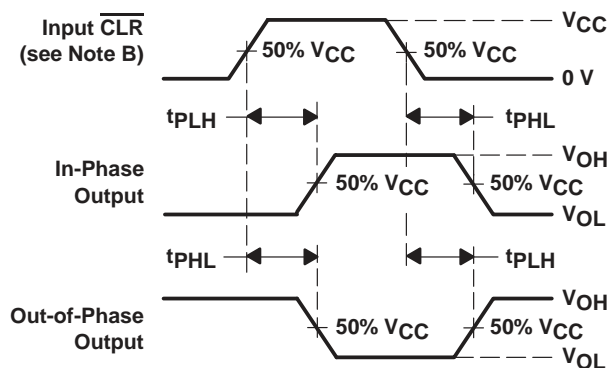 Input CLR
(see Note B)
50% VCC
50% VCC
VCC
0 V
tPLH
tPHL
In-Phase
Output
50% VCC
50% VCC
VOH
VOL
tPHL
tPLH
Out-of-Phase
Output
50% VCC
50% VCC
VOH
VOL